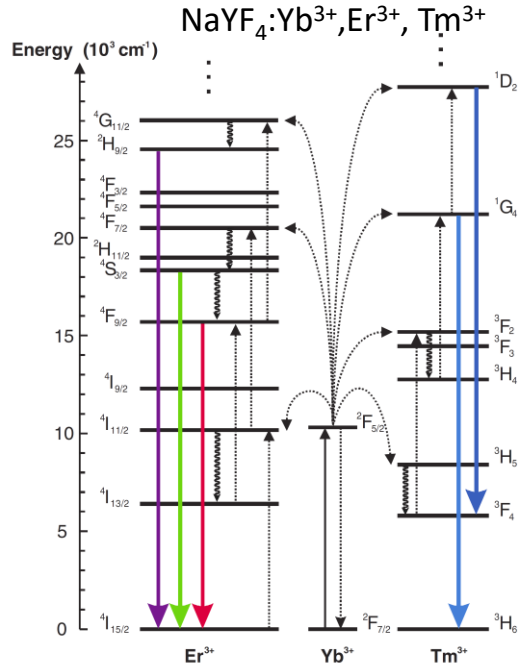 NaYF₄:Yb³⁺,Er³⁺, Tm³⁺
Energy (10³ cm⁻¹)
26
20
15
10
6
0
⁴G₁₁/₂
²H₉/₂
⁴F₃/₂
⁴F₅/₂
⁴F₇/₂
²H₁₁/₂
⁴S₃/₂
⁴F₉/₂
⁴I₉/₂
⁴I₁₁/₂
⁴I₁₃/₂
⁴I₁₅/₂
Er³⁺
²F₅/₂
²F₇/₂
Yb³⁺
¹D₂
¹G₄
³F₂
³F₃
³H₄
³H₅
³F₄
³H₆
Tm³⁺